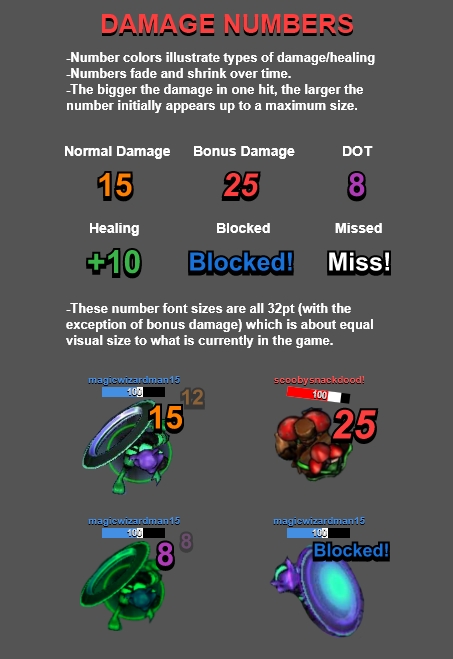 DAMAGE NUMBERS
-Number colors illustrate types of damage/healing
-Numbers fade and shrink over time.
-The bigger the damage in one hit, the larger the
number initially appears up to a maximum size.
Normal Damage Bonus Damage DOT
15 25 8
Healing Blocked Missed
+10 Blocked! Miss!
-These number font sizes are all 32pt (with the
exception of bonus damage) which is about equal
visual size to what is currently in the game.
magicwizardman15 scoobysnackdood!
100 100
12
15 25
magicwizardman15 magicwizardman15
100 100
8 8 Blocked!